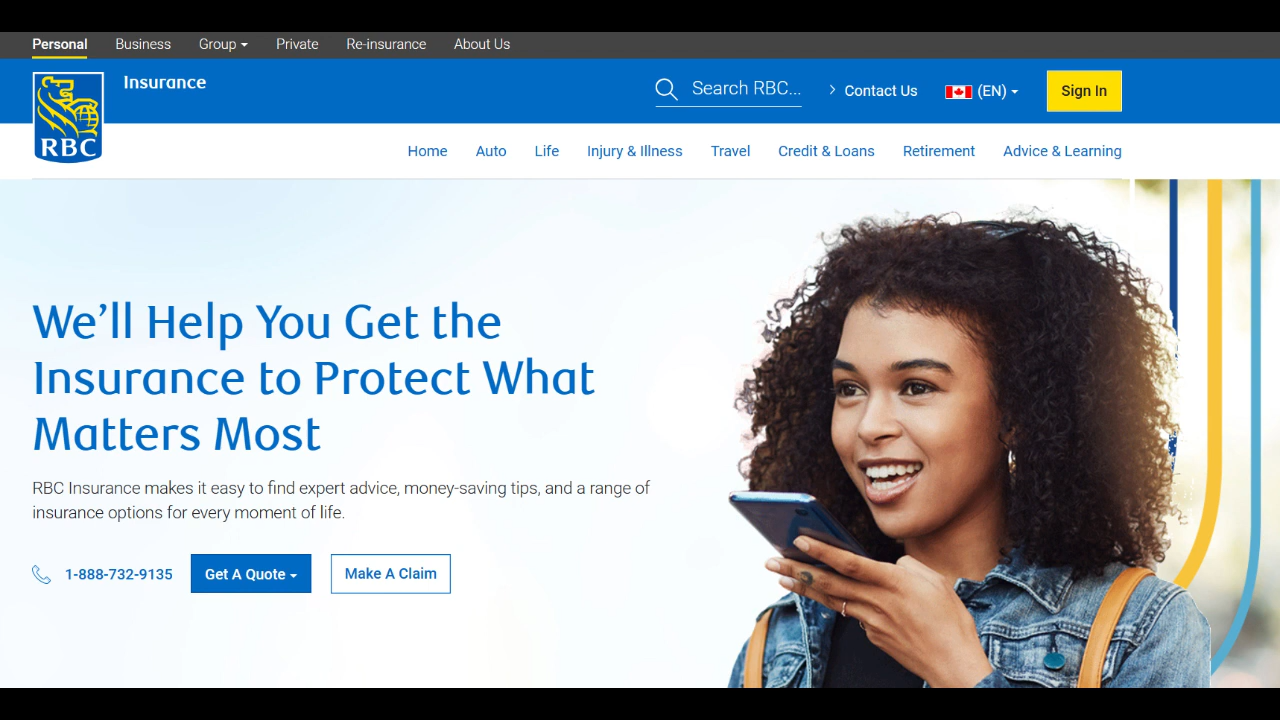 Personal Business Group Private Re-insurance About Us
Insurance
Search RBC... Contact Us (EN) Sign In
RBC
Home Auto Life Injury & Illness Travel Credit & Loans Retirement Advice & Learning
We’ll Help You Get the
Insurance to Protect What
Matters Most
RBC Insurance makes it easy to find expert advice, money-saving tips, and a range of
insurance options for every moment of life.
1-888-732-9135 Get A Quote Make A Claim